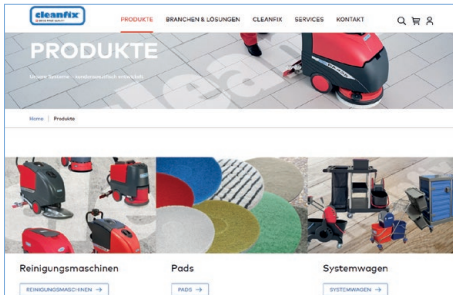 cleanfix
PRODUKTE BRANCHEN & LÖSUNGEN CLEANFIX SERVICES KONTAKT
PRODUKTE
Home | Produkte
Reinigungsmaschinen Pads Systemwagen
REINIGUNGSMASCHINEN → PADS → SYSTEMWAGEN →